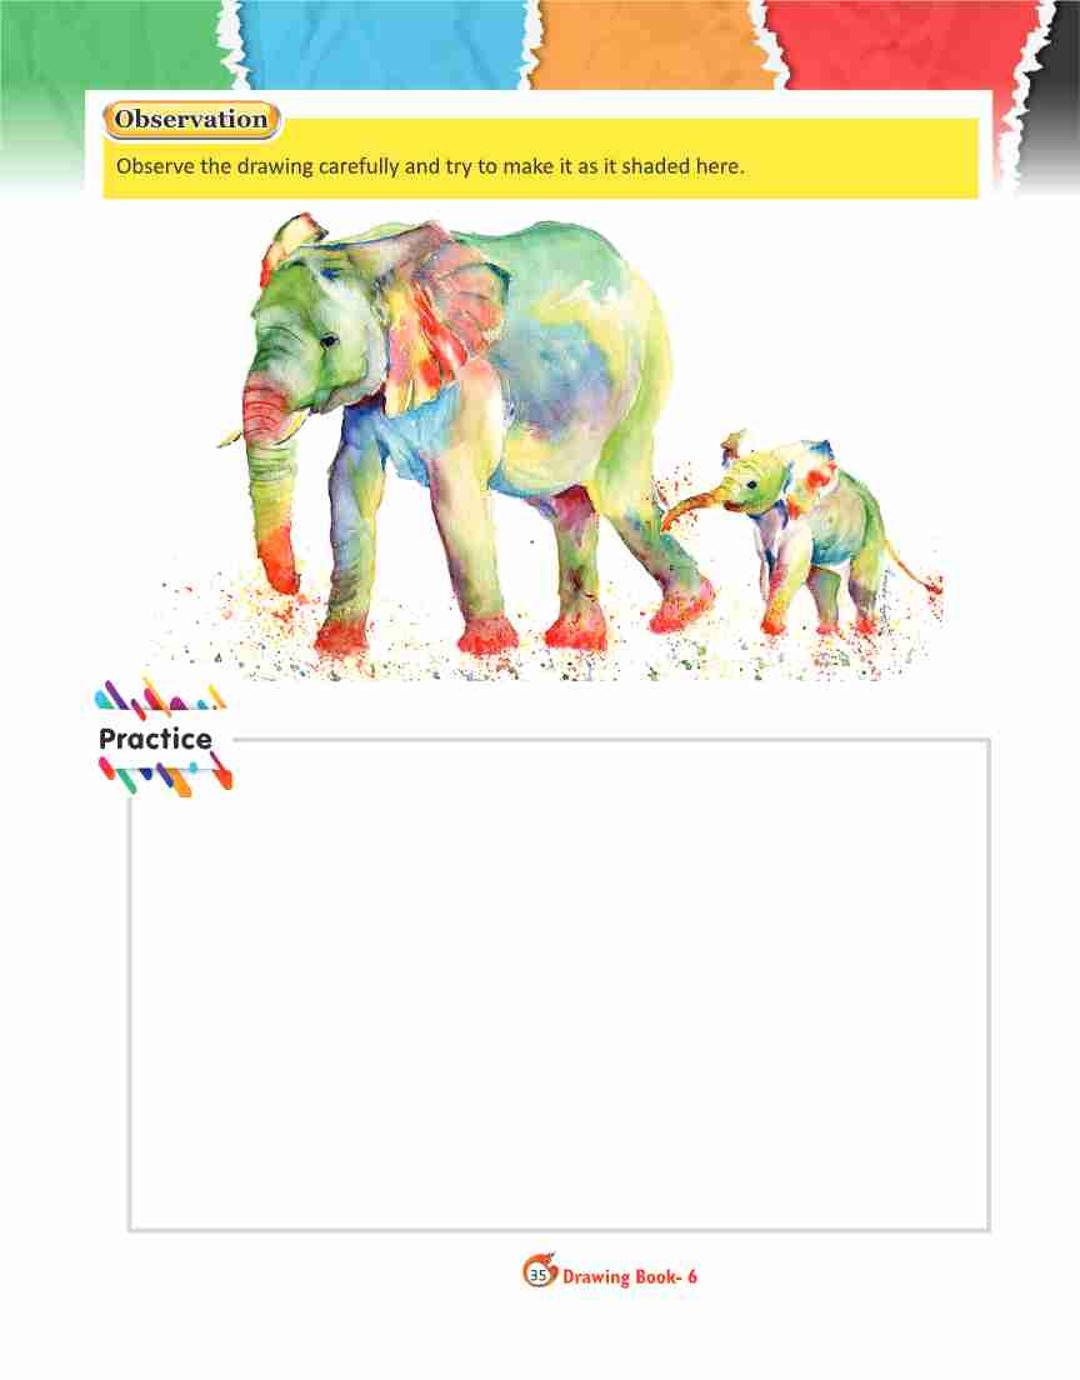 Observation
Observe the drawing carefully and try to make it as it shaded here.
Practice
35 Drawing Book- 6